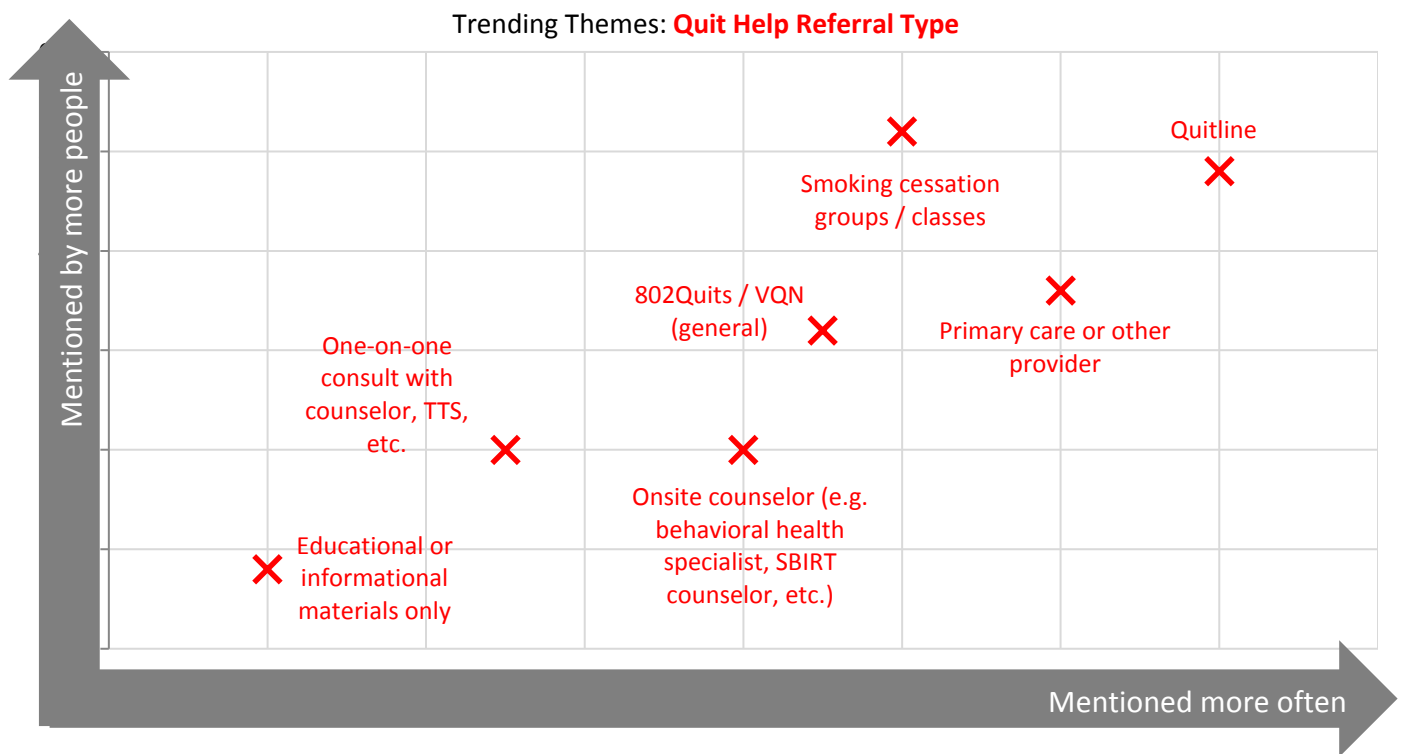 Trending Themes: Quit Help Referral Type
Mentioned by more people
Quitline
Smoking cessation
groups / classes
802Quits / VQN
(general)
Primary care or other
provider
One-on-one
consult with
counselor, TTS,
etc.
Onsite counselor (e.g.
behavioral health
specialist, SBIRT
counselor, etc.)
Educational or
informational
materials only
Mentioned more often